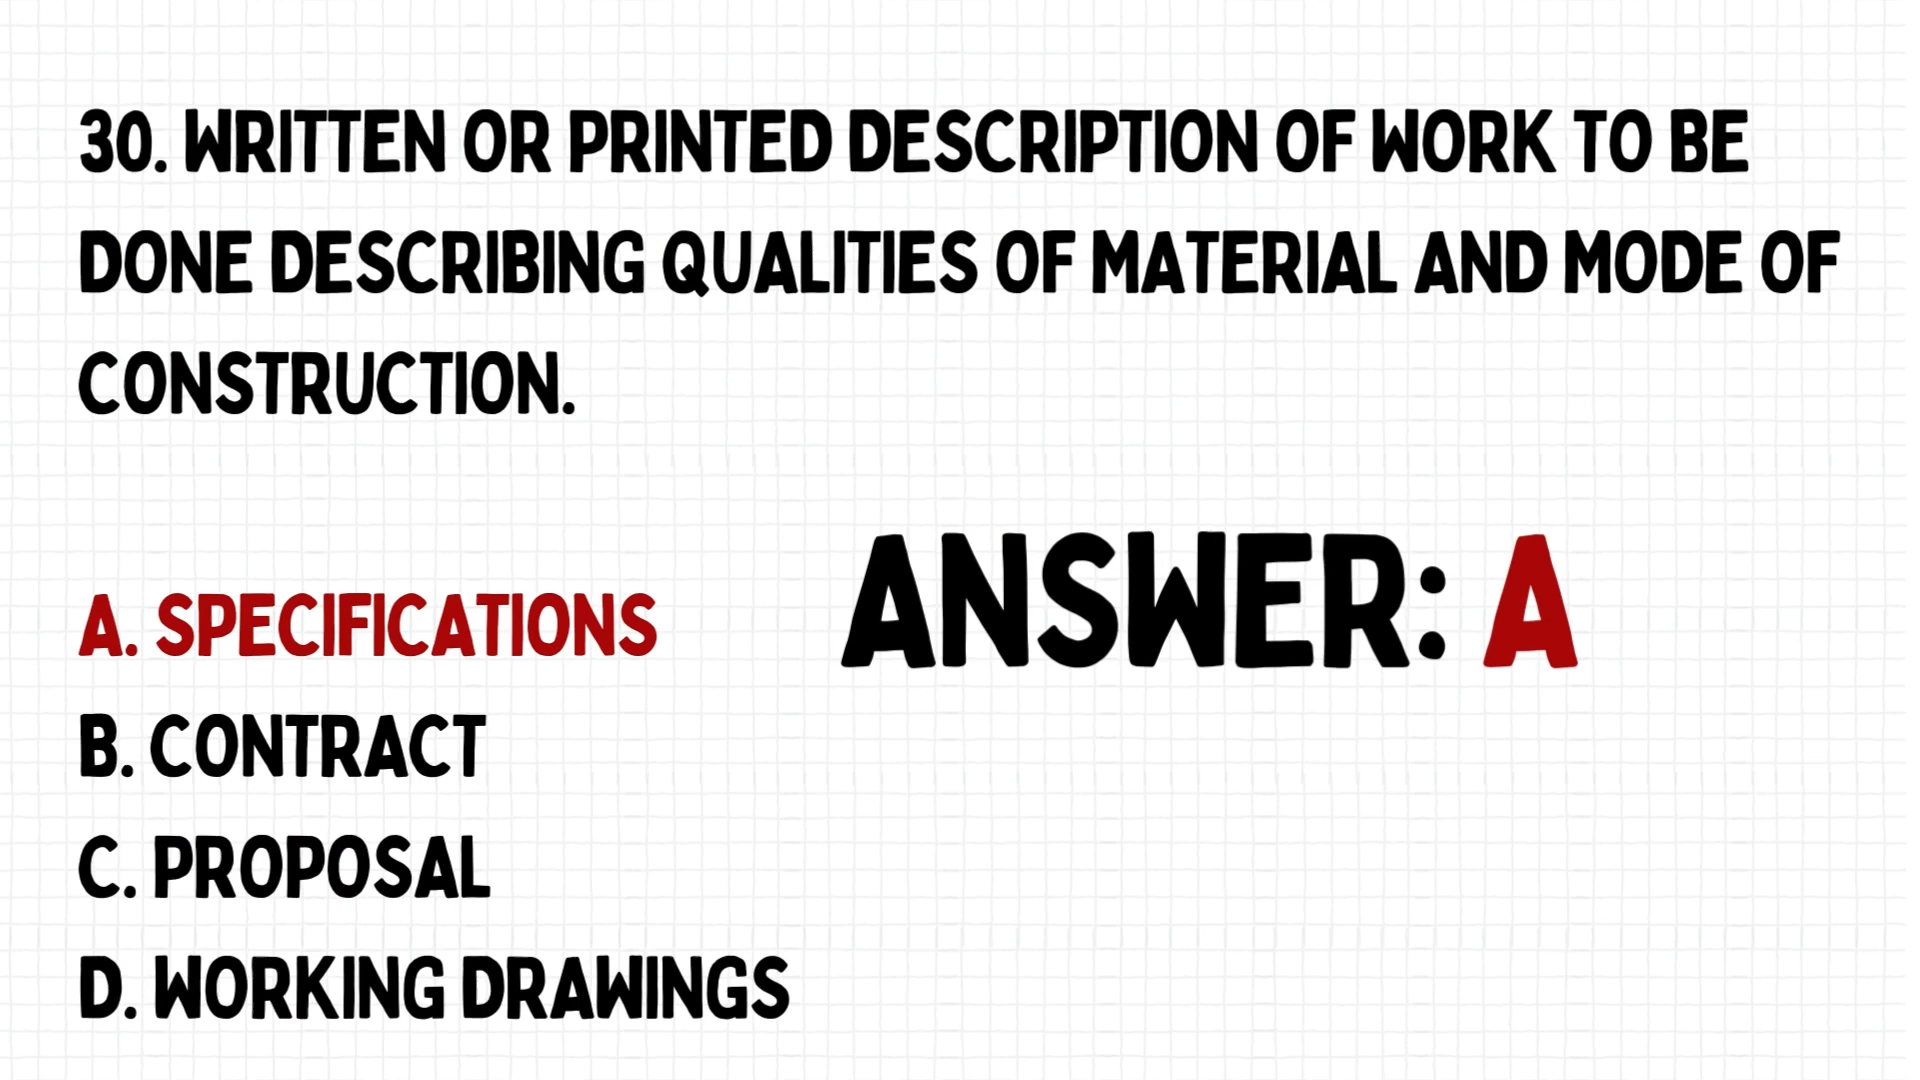 30. WRITTEN OR PRINTED DESCRIPTION OF WORK TO BE
DONE DESCRIBING QUALITIES OF MATERIAL AND MODE OF
CONSTRUCTION.
A. SPECIFICATIONS
B. CONTRACT
C. PROPOSAL
D. WORKING DRAWINGS
ANSWER: A